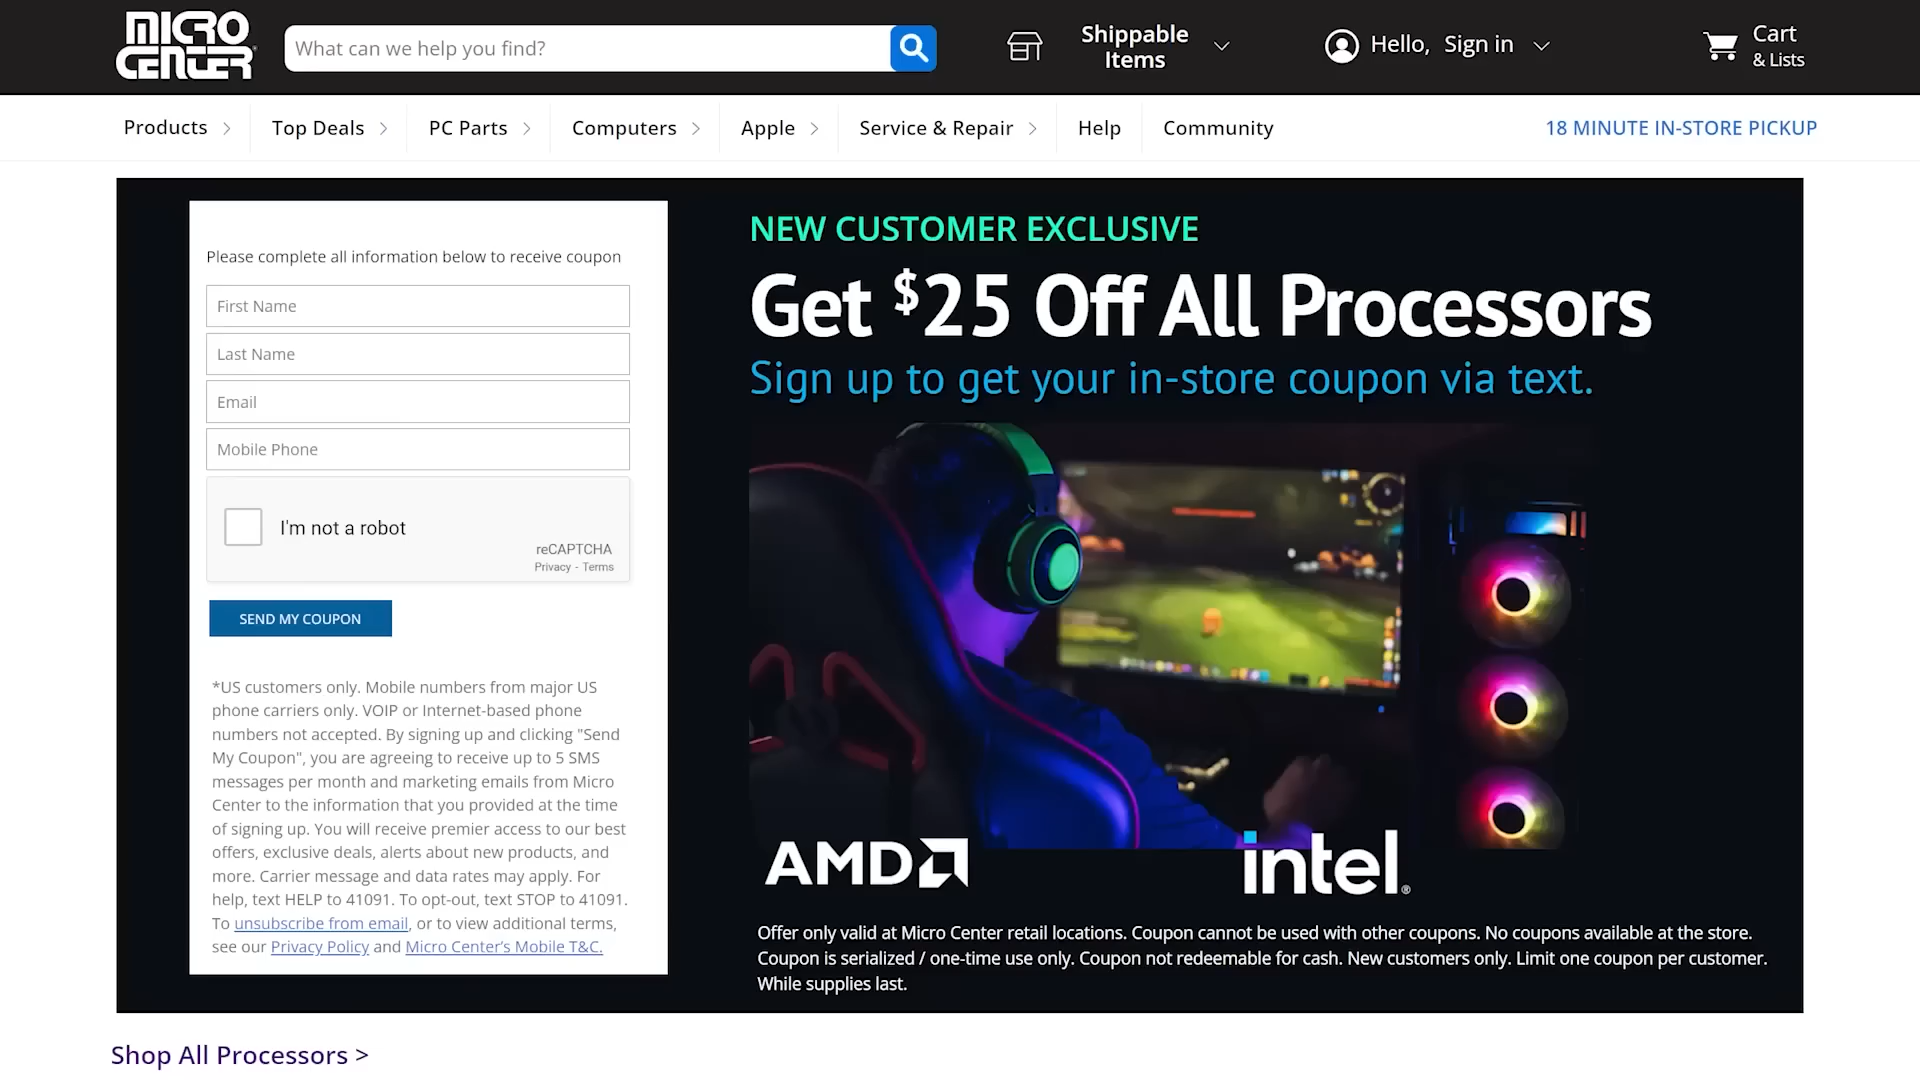 MICRO CENTER
What can we help you find?
Shippable Items
Hello, Sign in
Cart & Lists
Products
Top Deals
PC Parts
Computers
Apple
Service & Repair
Help
Community
18 MINUTE IN-STORE PICKUP
Please complete all information below to receive coupon
First Name
Last Name
Email
Mobile Phone
I'm not a robot
reCAPTCHA
Privacy - Terms
SEND MY COUPON
*US customers only. Mobile numbers from major US
phone carriers only. VOIP or Internet-based phone
numbers not accepted. By signing up and clicking "Send
My Coupon", you are agreeing to receive up to 5 SMS
messages per month and marketing emails from Micro
Center to the information that you provided at the time
of signing up. You will receive premier access to our best
offers, exclusive deals, alerts about new products, and
more. Carrier message and data rates may apply. For
help, text HELP to 41091. To opt-out, text STOP to 41091.
To unsubscribe from email, or to view additional terms,
see our Privacy Policy and Micro Center's Mobile T&C.
NEW CUSTOMER EXCLUSIVE
Get $25 Off All Processors
Sign up to get your in-store coupon via text.
AMD
intel®
Offer only valid at Micro Center retail locations. Coupon cannot be used with other coupons. No coupons available at the store.
Coupon is serialized / one-time use only. Coupon not redeemable for cash. New customers only. Limit one coupon per customer.
While supplies last.
Shop All Processors >